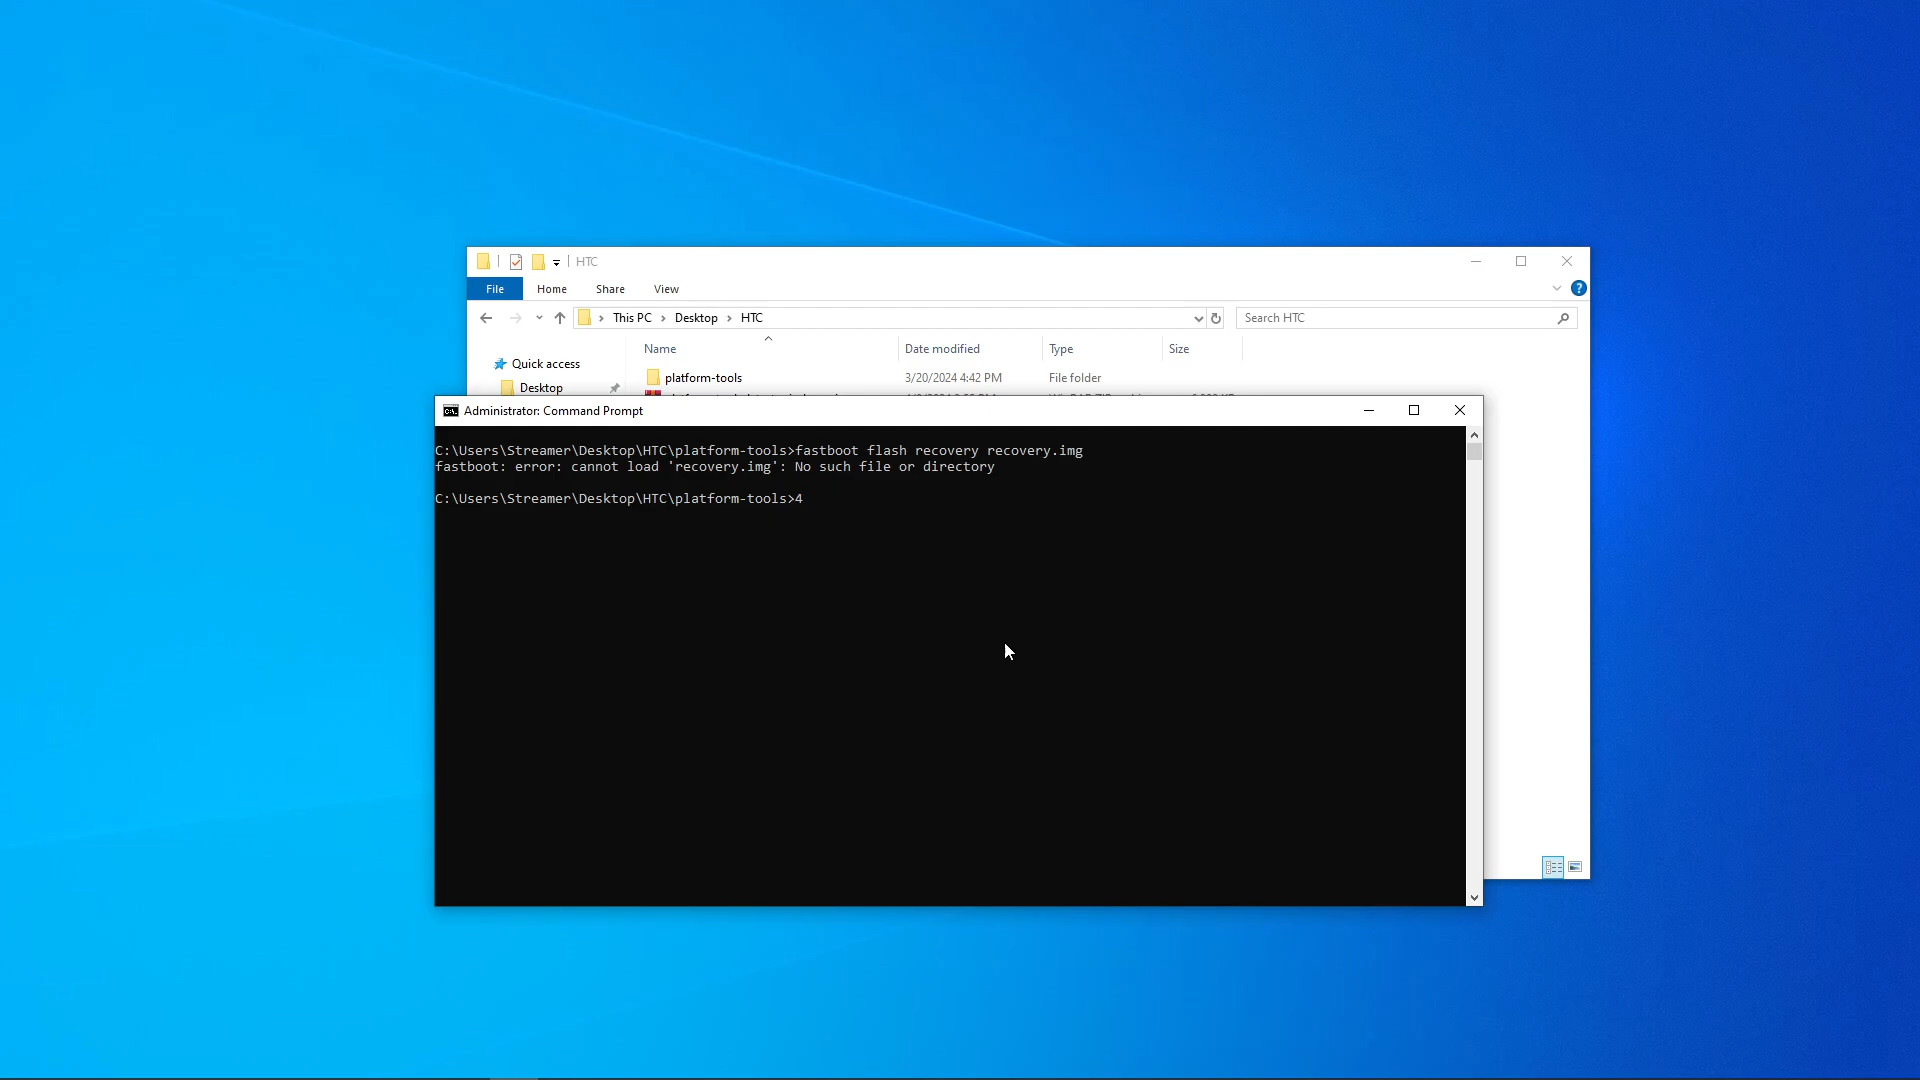 HTC
File Home Share View
This PC Desktop HTC
Search HTC
Name Date modified Type Size
Quick access
platform-tools 3/20/2024 4:42 PM File folder
Desktop
Administrator: Command Prompt
C:\Users\Streamer\Desktop\HTC\platform-tools>fastboot flash recovery recovery.img
fastboot: error: cannot load 'recovery.img': No such file or directory
C:\Users\Streamer\Desktop\HTC\platform-tools>4